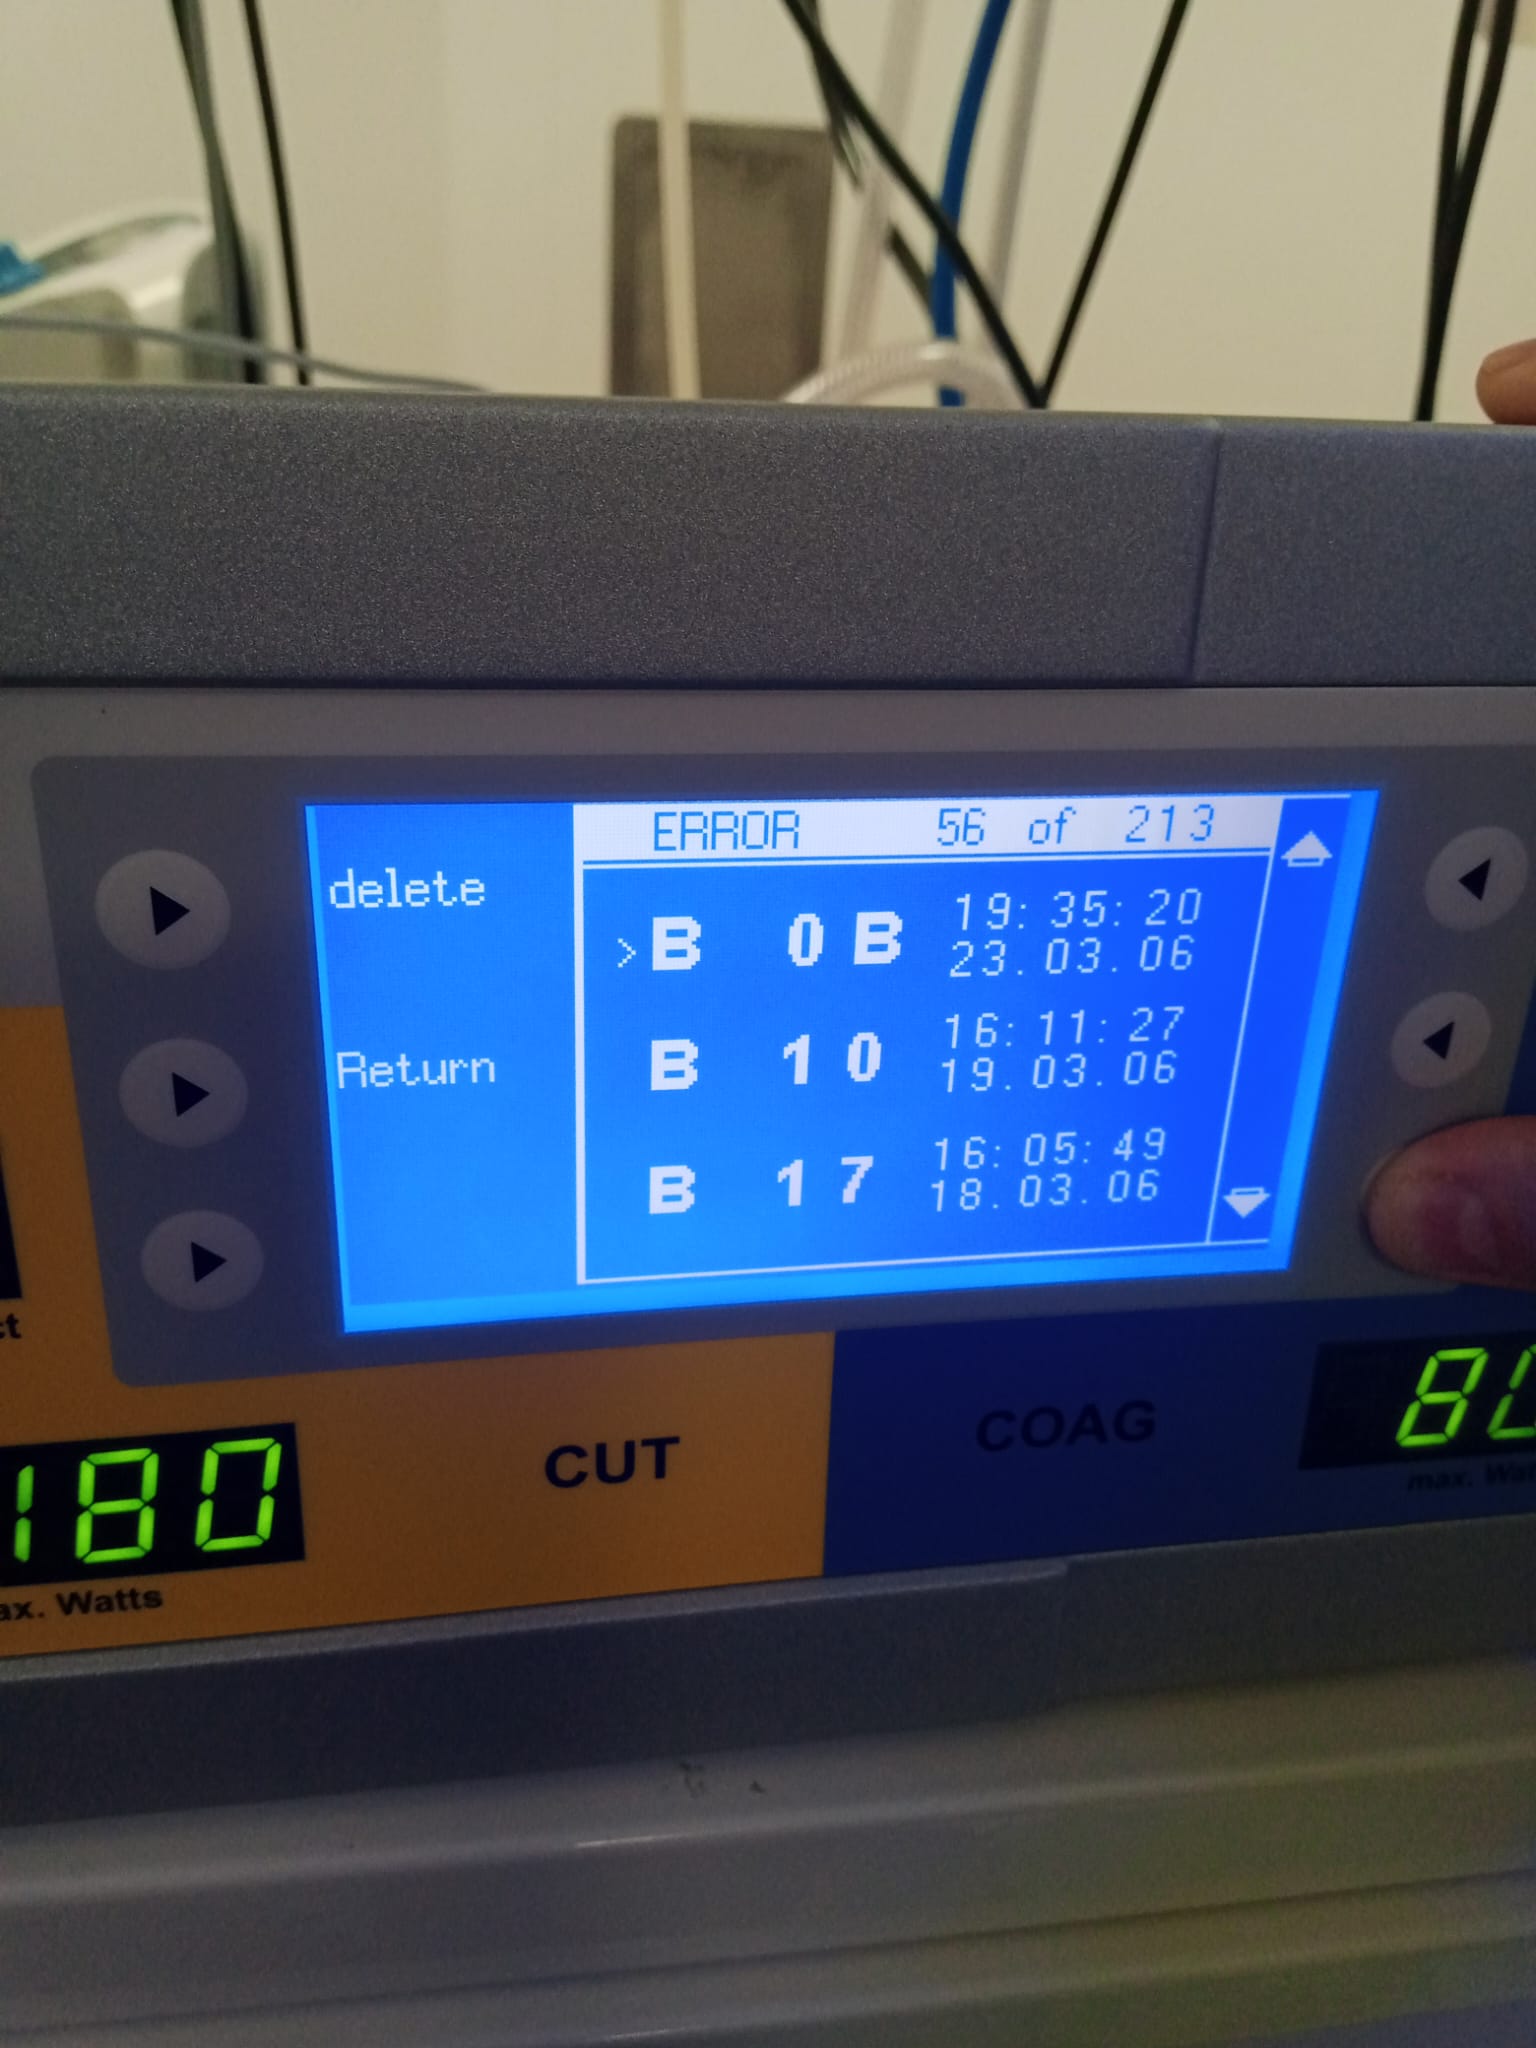 ERROR 56 of 213
delete
>B 0B 19:35:20
23.03.06
B 10 16:11:27
19.03.06
Return
B 17 16:05:49
18.03.06
CUT
COAG
180
Watts
max.